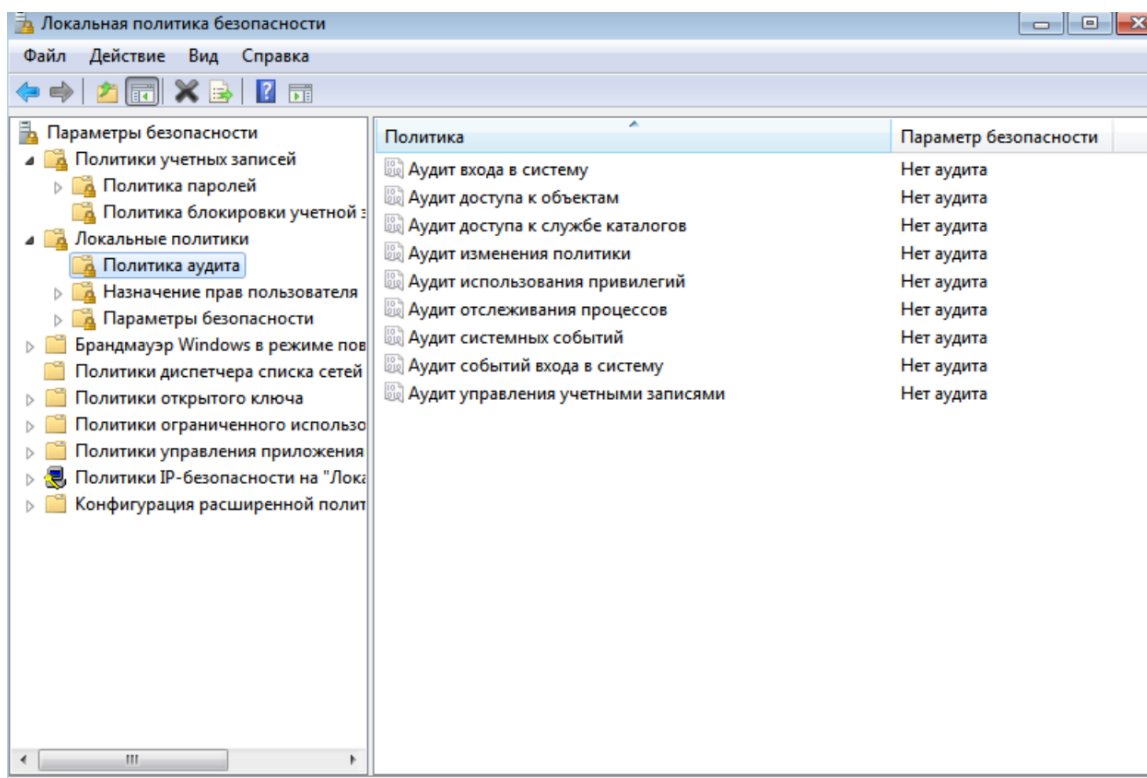 Локальная политика безопасности
Файл Действие Вид Справка
Параметры безопасности
Политики учетных записей
Политика паролей
Политика блокировки учетной
Локальные политики
Политика аудита
Назначение прав пользователя
Параметры безопасности
Брандмауэр Windows в режиме пов
Политики диспетчера списка сетей
Политики открытого ключа
Политики ограниченного использо
Политики управления приложения
Политики IP-безопасности на "Лока
Конфигурация расширенной полит
Политика Параметр безопасности
Аудит входа в систему Нет аудита
Аудит доступа к объектам Нет аудита
Аудит доступа к службе каталогов Нет аудита
Аудит изменения политики Нет аудита
Аудит использования привилегий Нет аудита
Аудит отслеживания процессов Нет аудита
Аудит системных событий Нет аудита
Аудит событий входа в систему Нет аудита
Аудит управления учетными записями Нет аудита